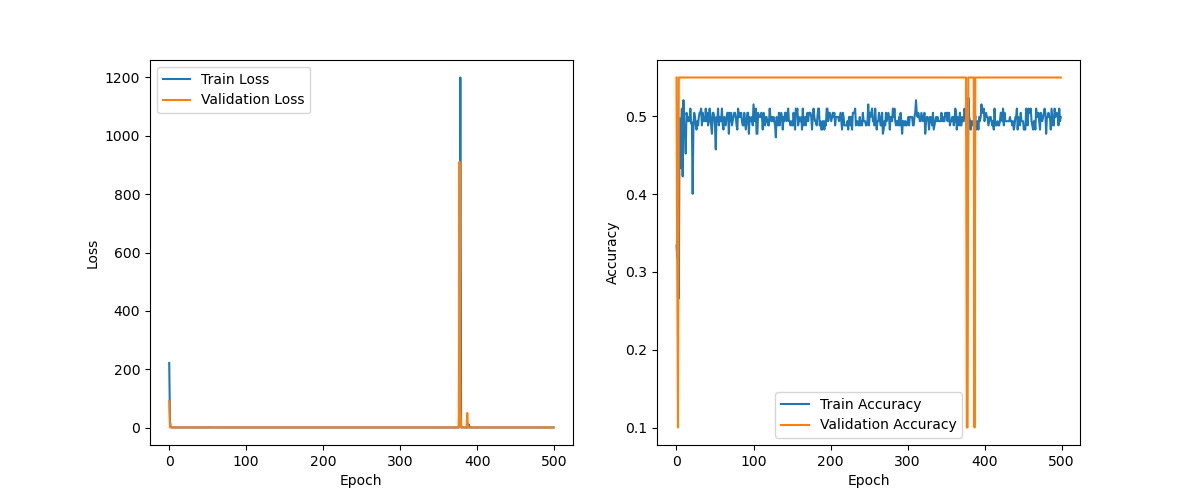 Train Loss
Validation Loss
1200
1000
800
600
400
200
0
Loss
0 100 200 300 400 500
Epoch
0.5
0.4
0.3
0.2
0.1
Accuracy
Train Accuracy
Validation Accuracy
0 100 200 300 400 500
Epoch